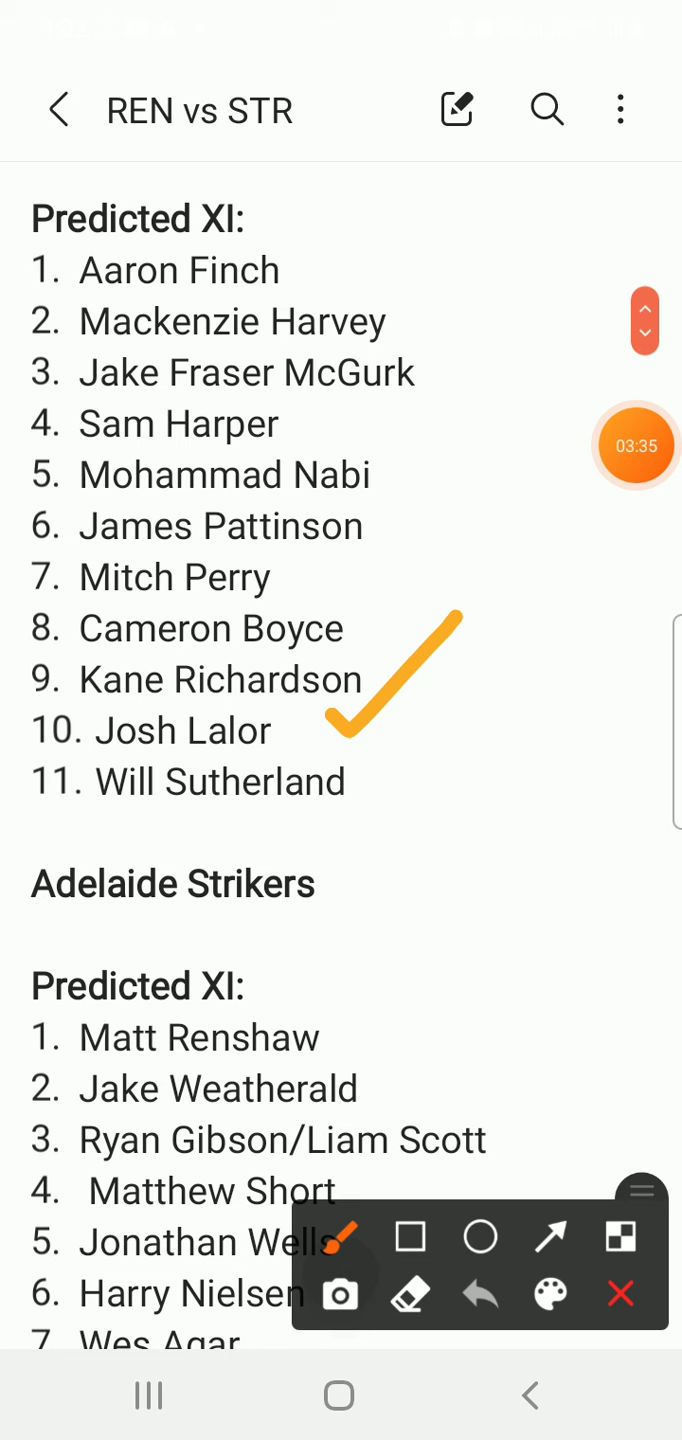 REN vs STR
Predicted XI:
1. Aaron Finch
2. Mackenzie Harvey
3. Jake Fraser McGurk
4. Sam Harper
03:35
5. Mohammad Nabi
6. James Pattinson
7. Mitch Perry
8. Cameron Boyce
9. Kane Richardson
10. Josh Lalor
11. Will Sutherland
Adelaide Strikers
Predicted XI:
1. Matt Renshaw
2. Jake Weatherald
3. Ryan Gibson/Liam Scott
4. Matthew Short
5. Jonathan Wells
6. Harry Nielsen
7. Wes Agar